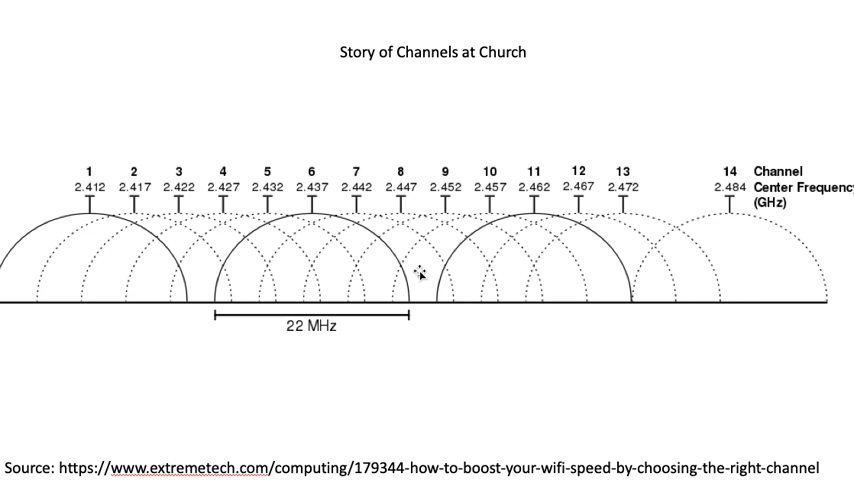 Story of Channels at Church
1 2 3 4 5 6 7 8 9 10 11 12 13 14 Channel
2.412 2.417 2.422 2.427 2.432 2.437 2.442 2.447 2.452 2.457 2.462 2.467 2.472 2.484 Center Frequency
(GHz)
22 MHz
Source: https://www.extremetech.com/computing/179344-how-to-boost-your-wifi-speed-by-choosing-the-right-channel